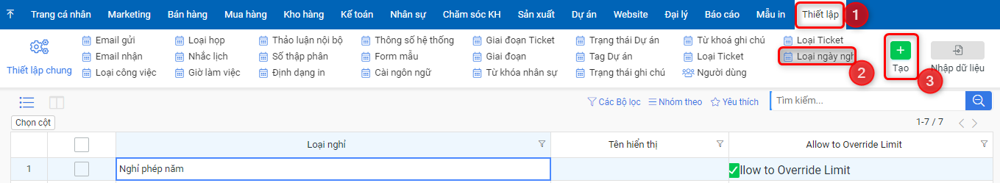 Trang cá nhân Marketing Bán hàng Mua hàng Kho hàng Kế toán Nhân sự Chăm sóc KH Sản xuất Dự án Website Đại lý Báo cáo Mẫu in Thiết lập 1
Email gửi Loại họp Thảo luận nội bộ Thông số hệ thống Giai đoạn Ticket Trạng thái Dự án Từ khoá ghi chú Loại Ticket
Email nhận Nhắc lịch Số thập phân Form mẫu Giai đoạn Tag Dự án Loại Ticket Loại ngày ngh
Thiết lập chung Loại công việc Giờ làm việc Định dạng in Cài ngôn ngữ Từ khóa nhân sự Trạng thái ghi chú Người dùng 2 Tạo 3 Nhập dữ liệu
Các Bộ lọc Nhóm theo Yêu thích Tìm kiếm...
Chọn cột 1-7 / 7
Loại nghỉ Tên hiển thị Allow to Override Limit
1 Nghỉ phép năm llow to Override Limit